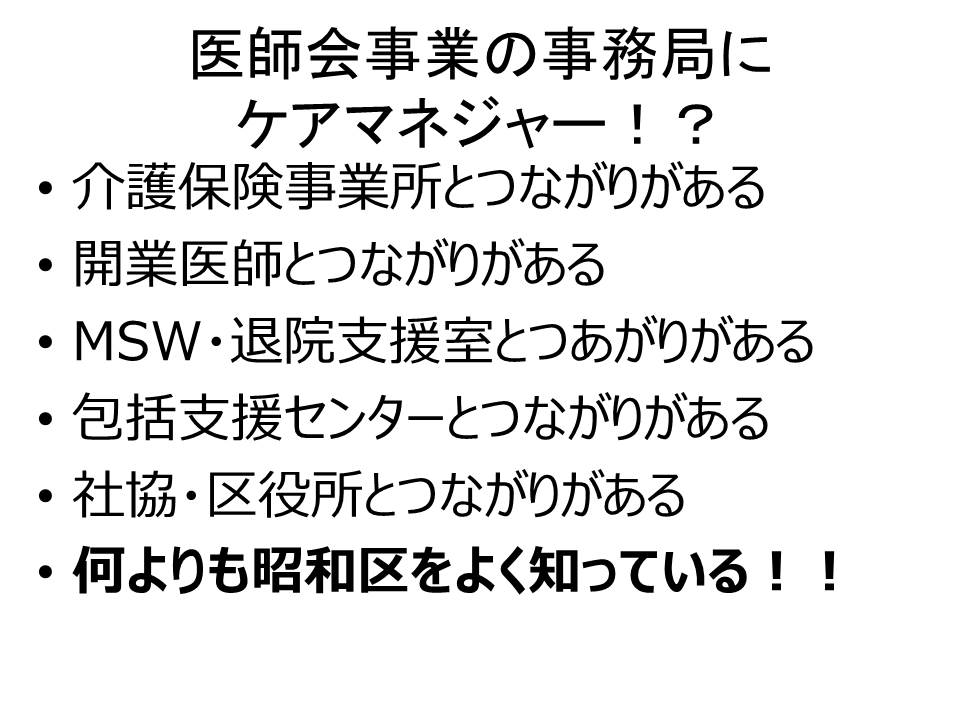 医師会事業の事務局に
ケアマネジャー！？
• 介護保険事業所とつながりがある
• 開業医師とつながりがある
• MSW・退院支援室とつあがりがある
• 包括支援センターとつながりがある
• 社協・区役所とつながりがある
• 何よりも昭和区をよく知っている！！